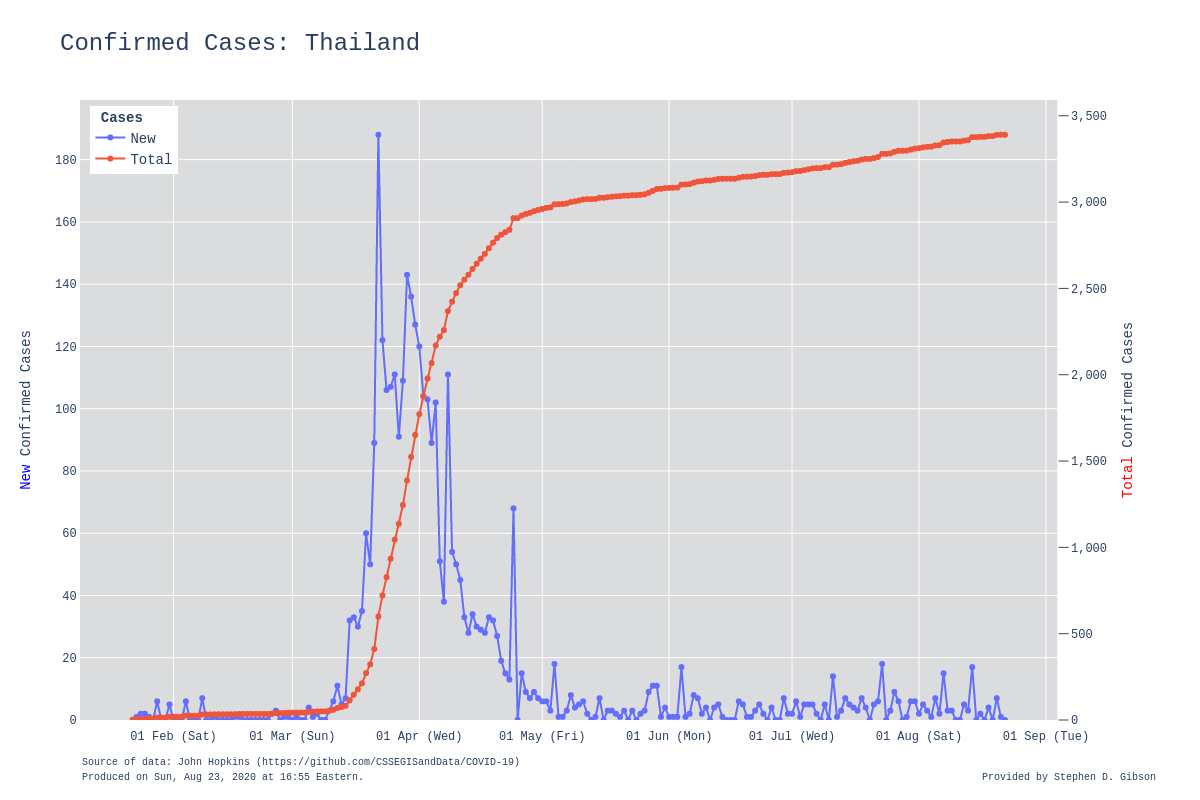 Confirmed Cases: Thailand
Cases
New
Total
180
160
140
120
100
80
60
40
20
0
New Confirmed Cases
3,500
3,000
2,500
2,000
1,500
1,000
500
0
Total Confirmed Cases
01 Feb (Sat) 01 Mar (Sun) 01 Apr (Wed) 01 May (Fri) 01 Jun (Mon) 01 Jul (Wed) 01 Aug (Sat) 01 Sep (Tue)
Source of data: John Hopkins (https://github.com/CSSEGISandData/COVID-19)
Produced on Sun, Aug 23, 2020 at 16:55 Eastern.
Provided by Stephen D. Gibson